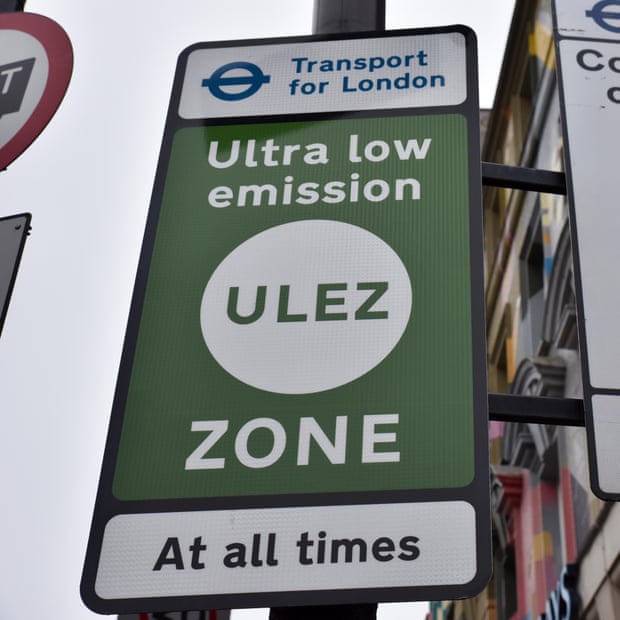 Transport
for London
Ultra low
emission
ULEZ
ZONE
At all times